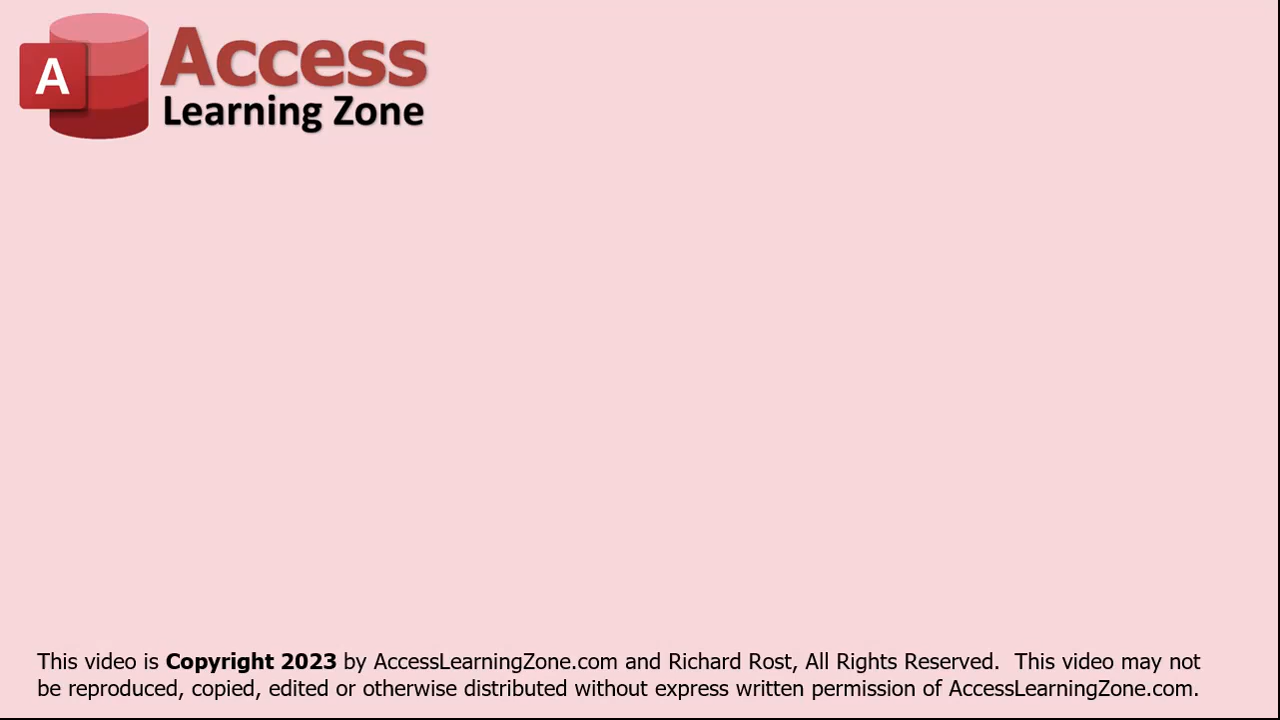 A
Access
Learning Zone
This video is Copyright 2023 by AccessLearningZone.com and Richard Rost, All Rights Reserved.  This video may not
be reproduced, copied, edited or otherwise distributed without express written permission of AccessLearningZone.com.